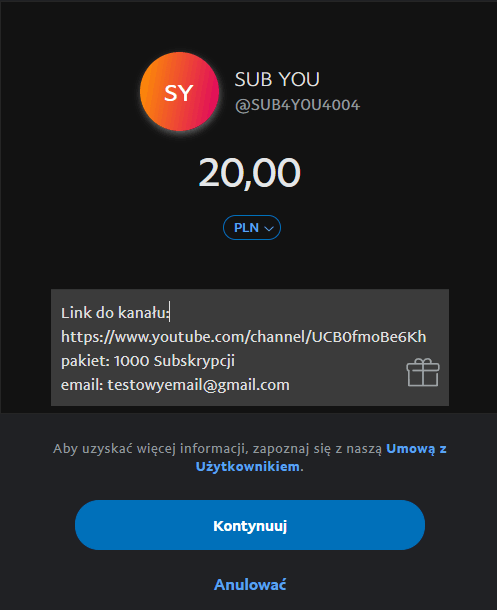 SY
SUB YOU
@SUB4Y0U4004
20,00
PLN
Link do kanału:
https://www.youtube.com/channel/UCB0fmoBe6Kh
pakiet: 1000 Subskrypcji
email: testowyemail@gmail.com
Aby uzyskać więcej informacji, zapoznaj się z naszą Umową z
Użytkownikiem.
Kontynuuj
Anulować